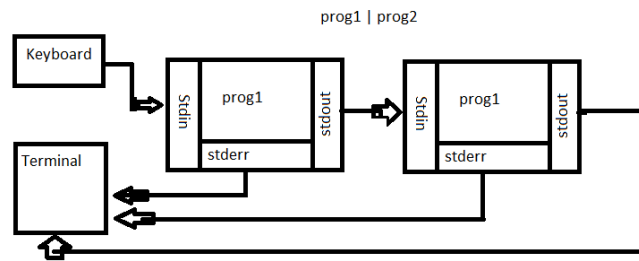 prog1 | prog2
Keyboard
Stdin
prog1
stdout
stderr
Stdin
prog1
stdout
stderr
Terminal